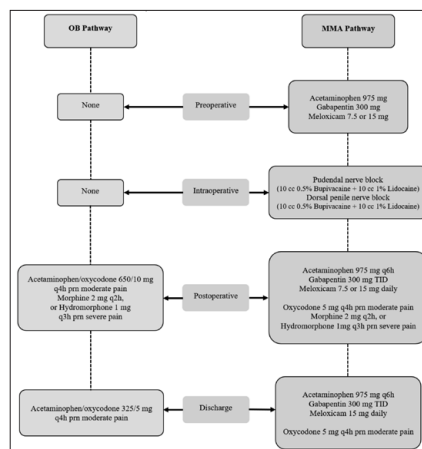 OB Pathway
MMA Pathway
None
Preoperative
Acetaminophen 975 mg
Gabapentin 300 mg
Meloxicam 7.5 or 15 mg
None
Intraoperative
Pudendal nerve block
(10 cc 0.5% Bupivacaine + 10 cc 1% Lidocaine)
Dorsal penile nerve block
(10 cc 0.5% Bupivacaine + 10 cc 1% Lidocaine)
Acetaminophen/oxycodone 650/10 mg
q4h prn moderate pain
Morphine 2 mg q2h,
or Hydromorphone 1 mg
q3h prn severe pain
Postoperative
Acetaminophen 975 mg q6h
Gabapentin 300 mg TID
Meloxicam 7.5 or 15 mg daily
Oxycodone 5 mg q4h prn moderate pain
Morphine 2 mg q2h, or
Hydromorphone 1mg q3h prn severe pain
Acetaminophen/oxycodone 325/5 mg
q4h prn moderate pain
Discharge
Acetaminophen 975 mg q6h
Gabapentin 300 mg TID
Meloxicam 15 mg daily
Oxycodone 5 mg q4h prn moderate pain